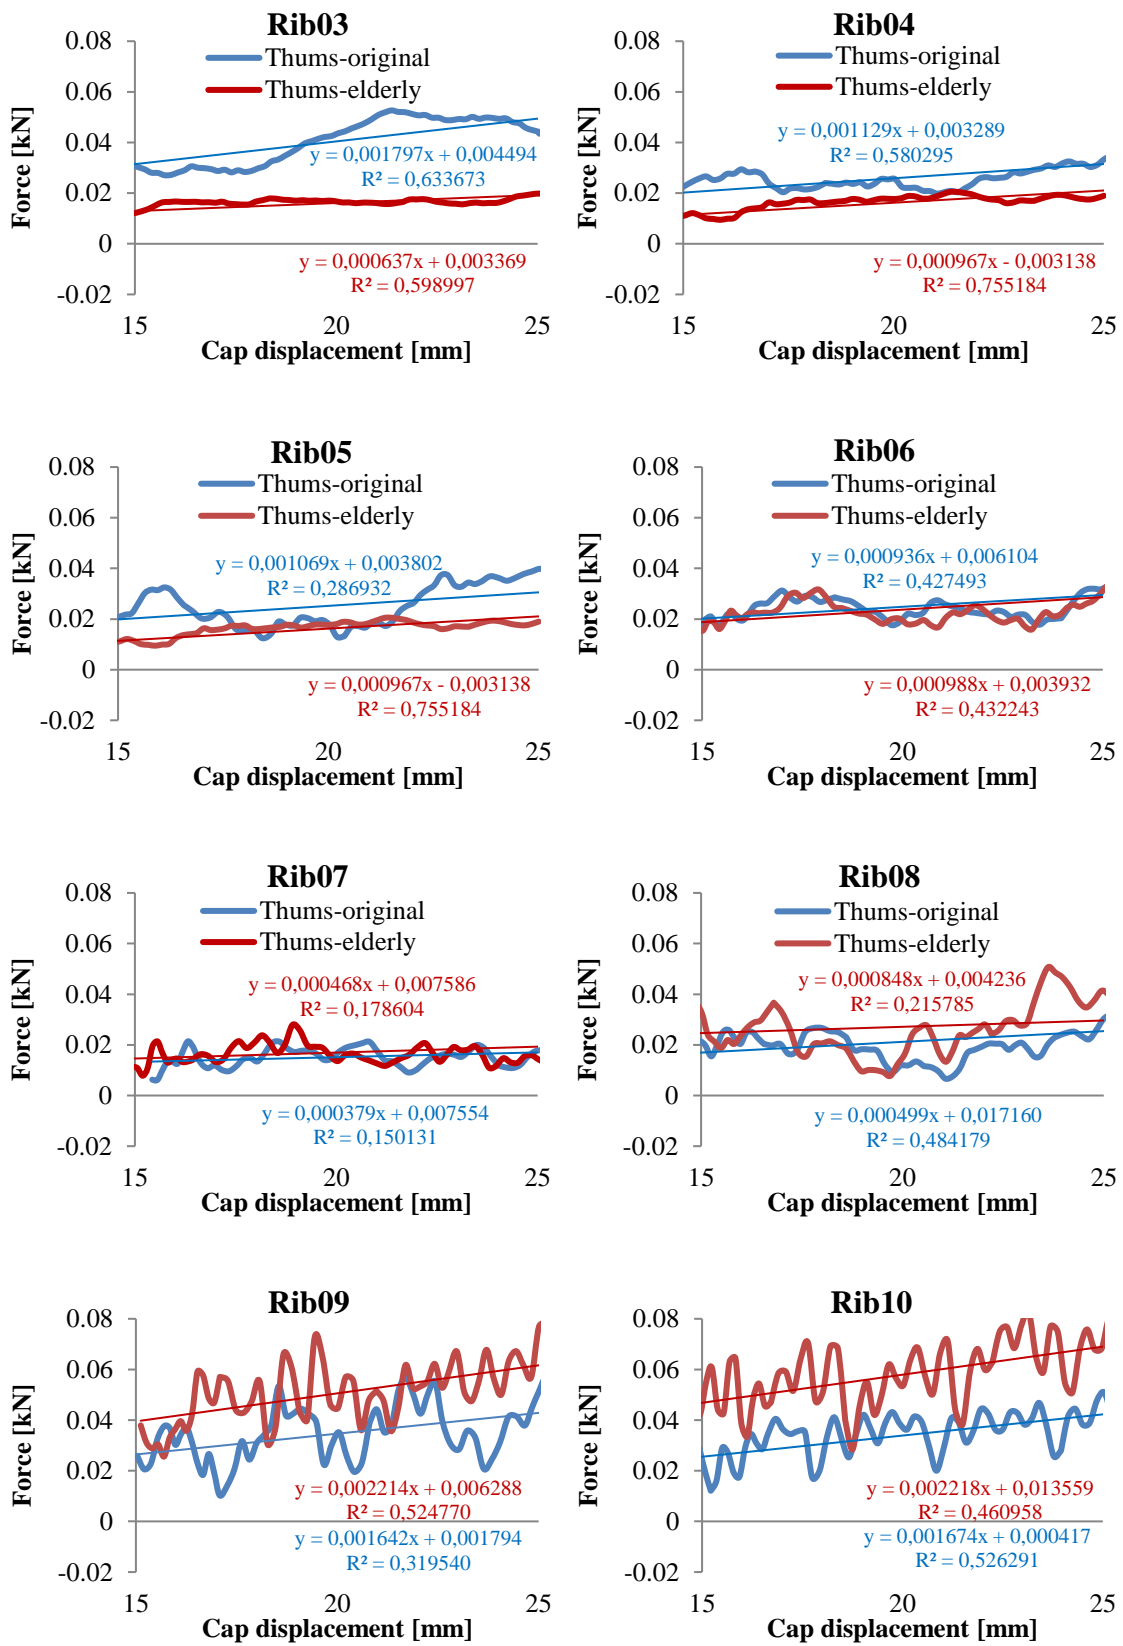 Rib03
0.08
Thums-original
Thums-elderly
0.06
0.04
y = 0,001797x + 0,004494
R² = 0,633673
0.02
0
y = 0,000637x + 0,003369
R² = 0,598997
-0.02
15
20
25
Force [kN]
Cap displacement [mm]
Rib04
0.08
Thums-original
Thums-elderly
0.06
y = 0,001129x + 0,003289
R² = 0,580295
0.04
0.02
0
y = 0,000967x - 0,003138
R² = 0,755184
-0.02
15
20
25
Force [kN]
Cap displacement [mm]
Rib05
0.08
Thums-original
Thums-elderly
0.06
0.04
y = 0,001069x + 0,003802
R² = 0,286932
0.02
0
y = 0,000967x - 0,003138
R² = 0,755184
-0.02
15
20
25
Force [kN]
Cap displacement [mm]
Rib06
0.08
Thums-original
Thums-elderly
0.06
0.04
y = 0,000936x + 0,006104
R² = 0,427493
0.02
0
y = 0,000988x + 0,003932
R² = 0,432243
-0.02
15
20
25
Force [kN]
Cap displacement [mm]
Rib07
0.08
Thums-original
Thums-elderly
0.06
0.04
y = 0,000468x + 0,007586
R² = 0,178604
0.02
0
y = 0,000379x + 0,007554
R² = 0,150131
-0.02
15
20
25
Force [kN]
Cap displacement [mm]
Rib08
0.08
Thums-original
Thums-elderly
0.06
0.04
y = 0,000848x + 0,004236
R² = 0,215785
0.02
0
y = 0,000499x + 0,017160
R² = 0,484179
-0.02
15
20
25
Force [kN]
Cap displacement [mm]
Rib09
0.08
0.06
0.04
0.02
y = 0,002214x + 0,006288
R² = 0,524770
0
y = 0,001642x + 0,001794
R² = 0,319540
-0.02
15
20
25
Force [kN]
Cap displacement [mm]
Rib10
0.08
0.06
0.04
0.02
y = 0,002218x + 0,013559
R² = 0,460958
0
y = 0,001674x + 0,000417
R² = 0,526291
-0.02
15
20
25
Force [kN]
Cap displacement [mm]